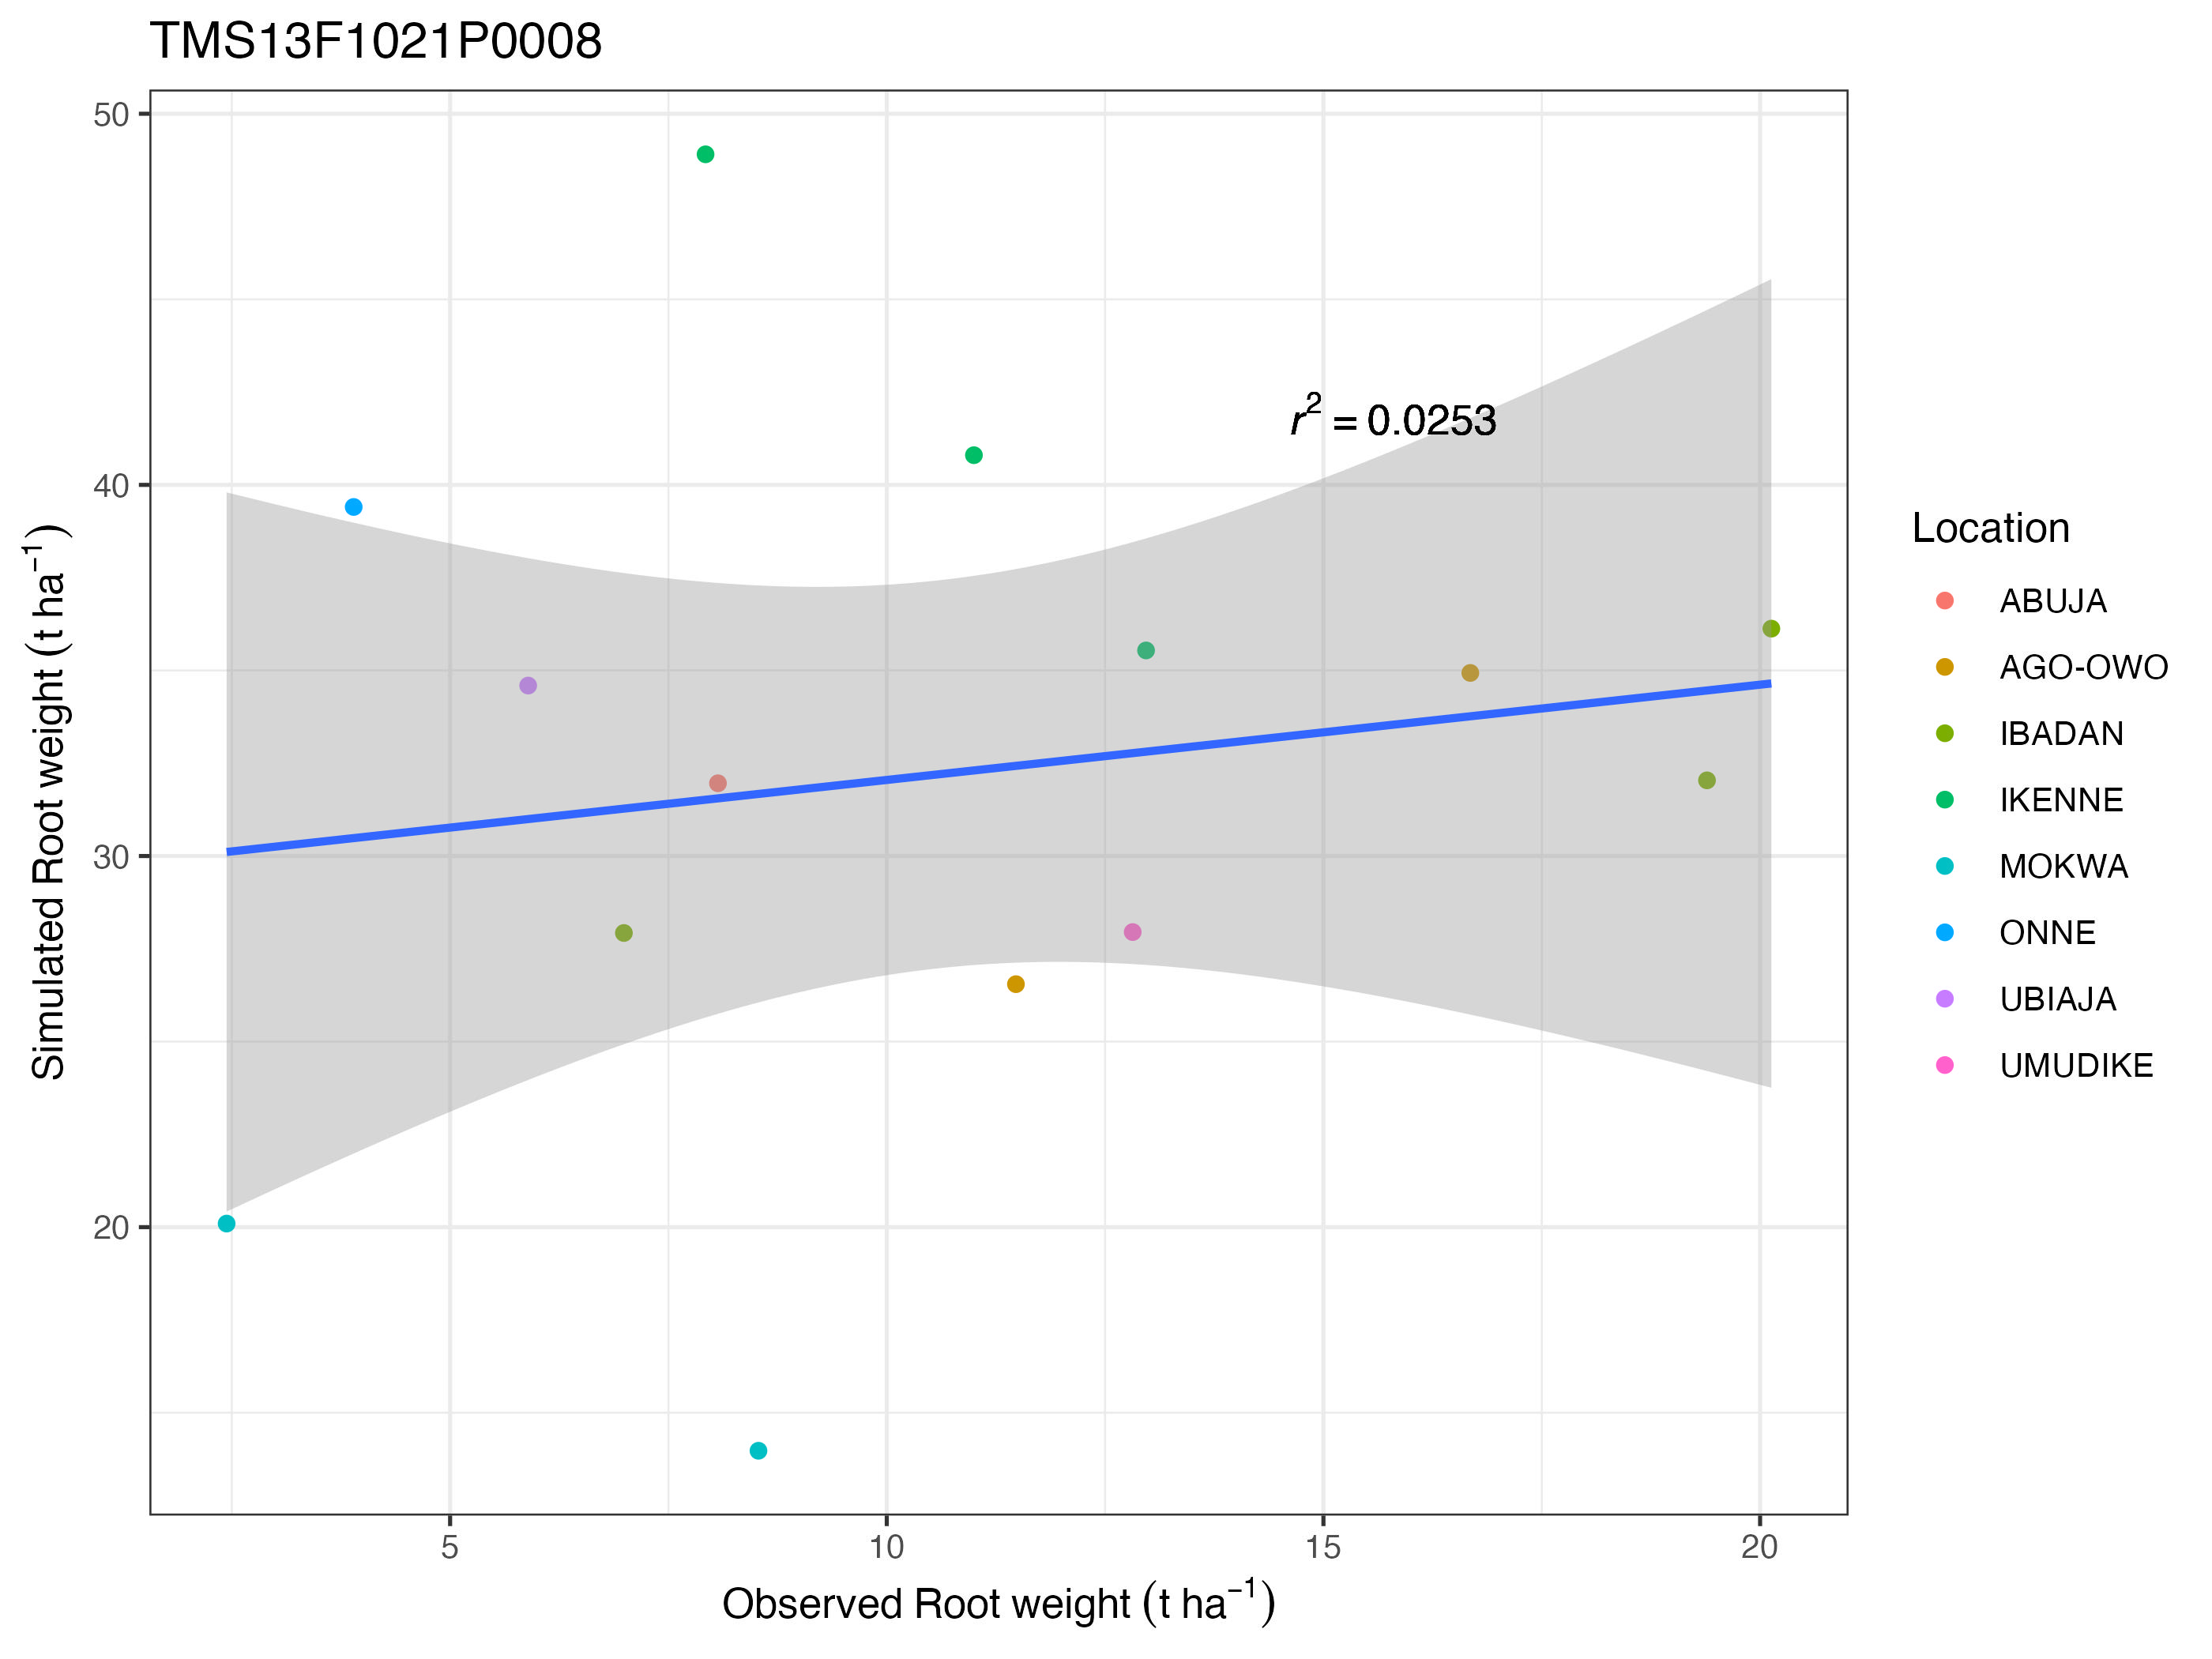 TMS13F1021P0008
50
40
30
20
Simulated Root weight (t ha⁻¹)
r² = 0.0253
5 10 15 20
Observed Root weight (t ha⁻¹)
Location
ABUJA
AGO-OWO
IBADAN
IKENNE
MOKWA
ONNE
UBIAJA
UMUDIKE